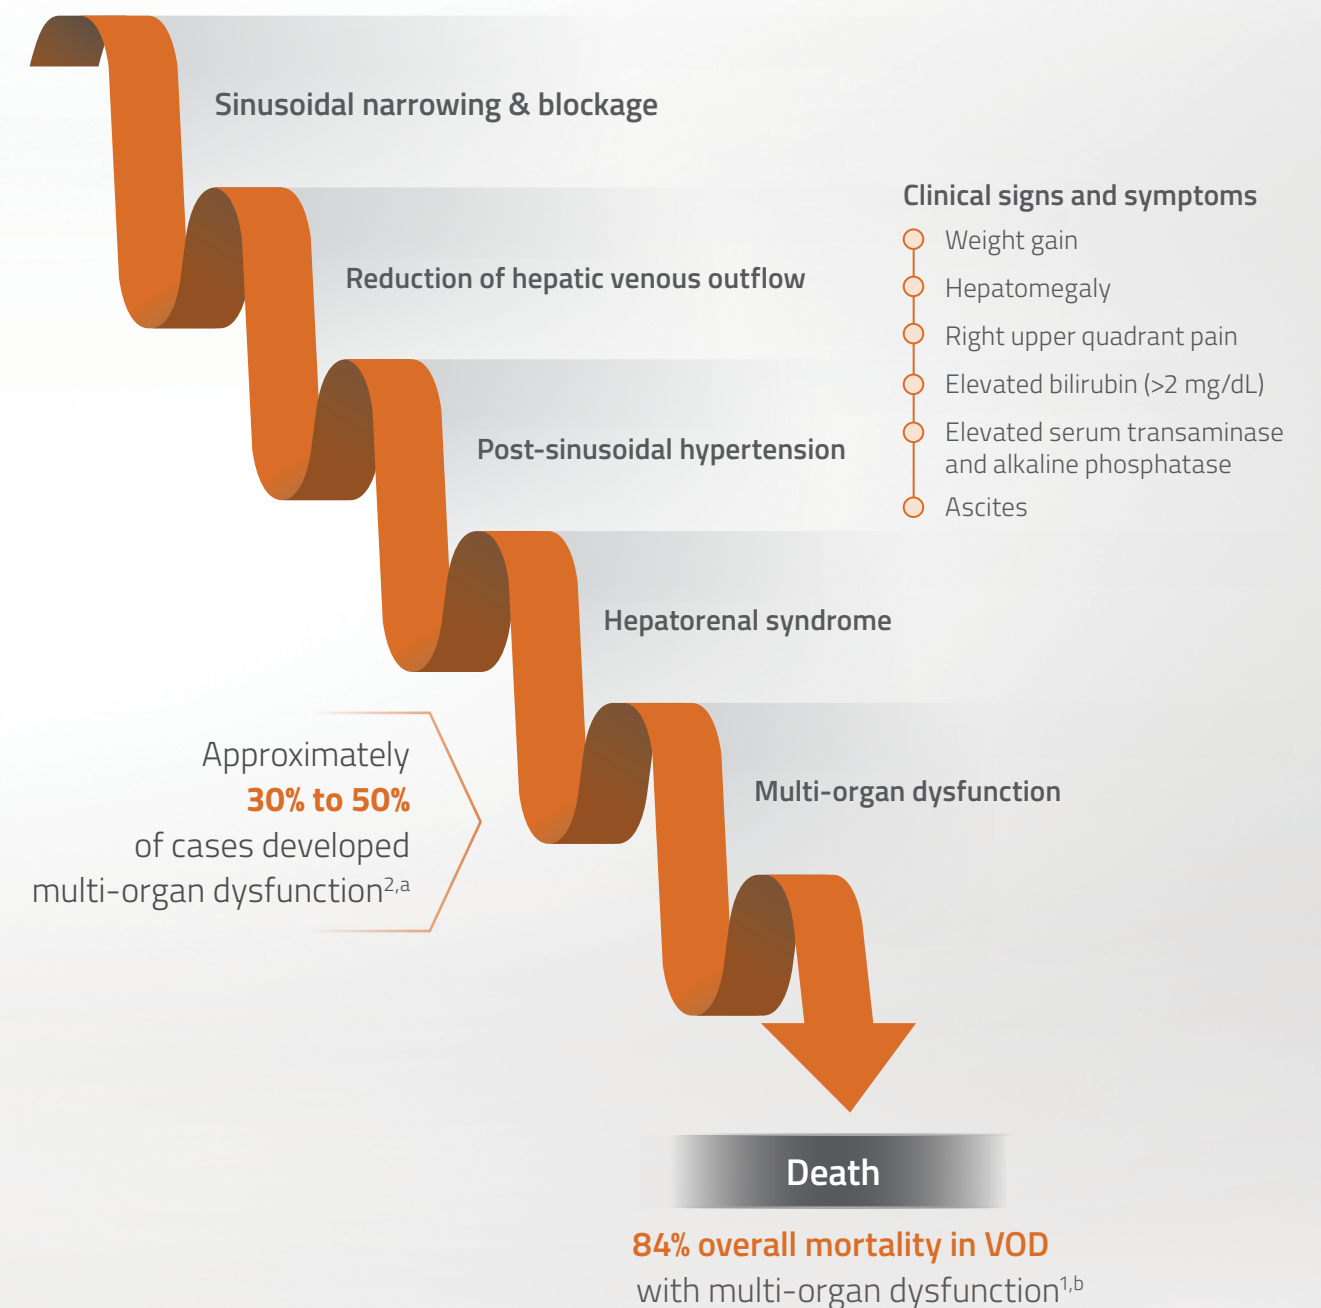 Sinusoidal narrowing & blockage
Reduction of hepatic venous outflow
Post-sinusoidal hypertension
Hepatorenal syndrome
Multi-organ dysfunction
Clinical signs and symptoms
Weight gain
Hepatomegaly
Right upper quadrant pain
Elevated bilirubin (>2 mg/dL)
Elevated serum transaminase
and alkaline phosphatase
Ascites
Approximately
30% to 50%
of cases developed
multi-organ dysfunction2,a
Death
84% overall mortality in VOD
with multi-organ dysfunction1,b